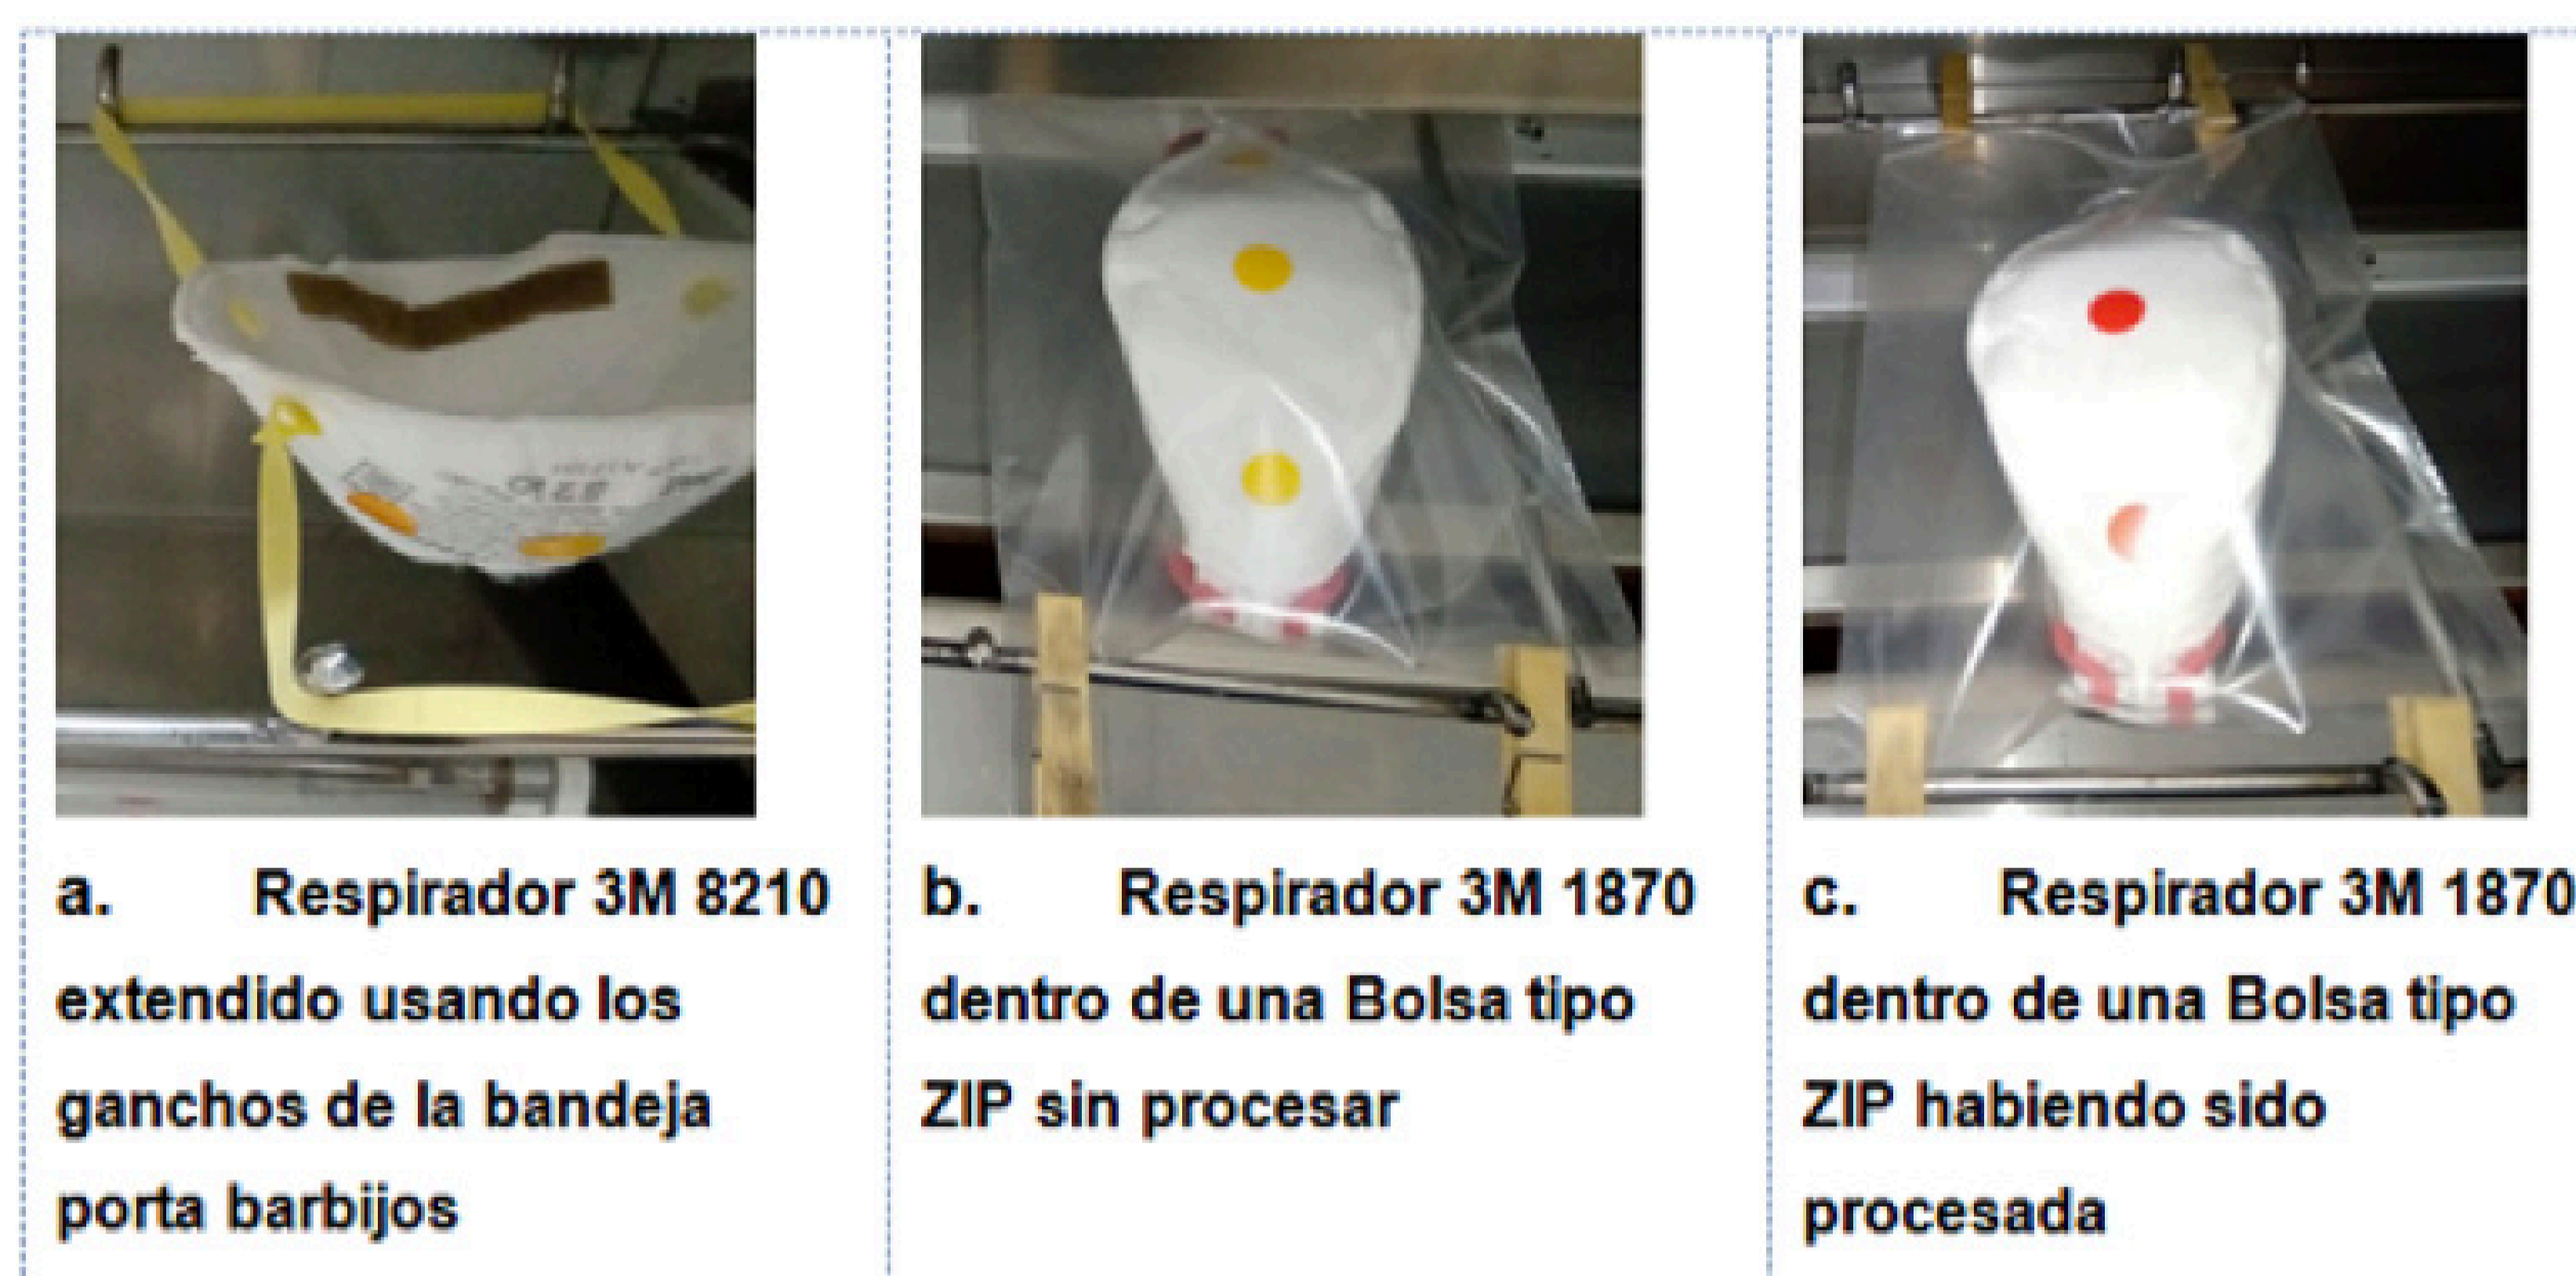 a. Respirador 3M 8210
extendido usando los
ganchos de la bandeja
porta barbijos
b. Respirador 3M 1870
dentro de una Bolsa tipo
ZIP sin procesar
c. Respirador 3M 1870
dentro de una Bolsa tipo
ZIP habiendo sido
procesada